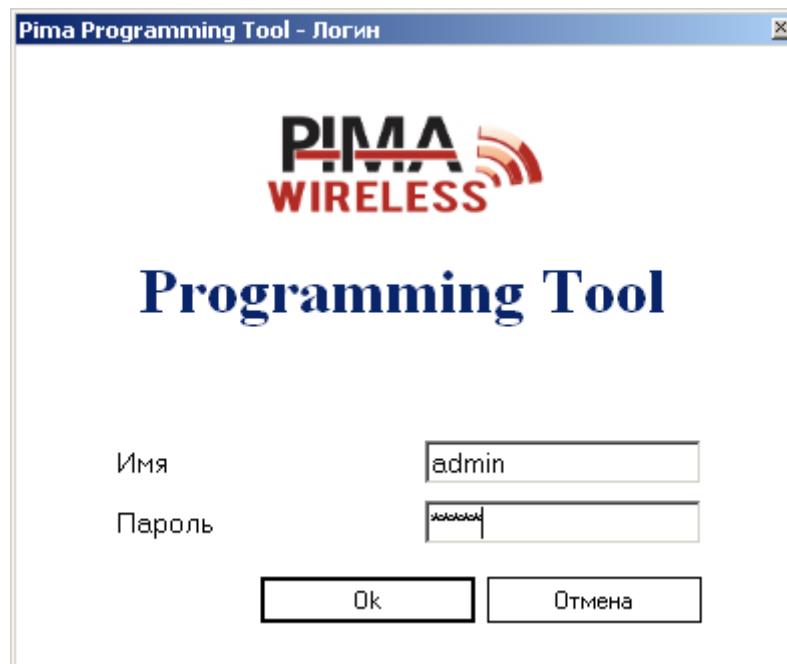 Pima Programming Tool - Логин
PIMA
WIRELESS
Programming Tool
Имя
admin
Пароль
*****
Ok
Отмена